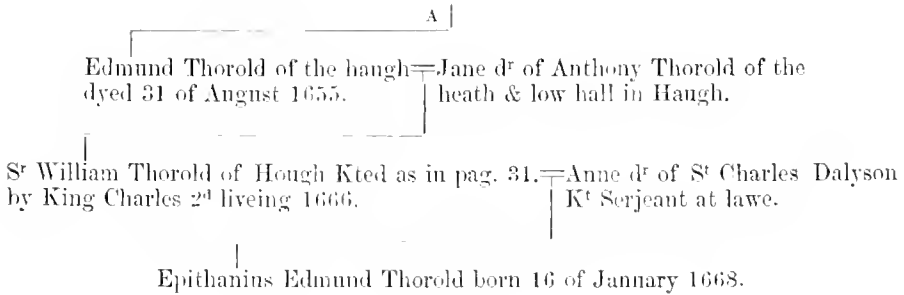 A
Edmund Thorold of the haugh=Jane dʳ of Anthony Thorold of the
dyed 31 of August 1655. heath & low hall in Haugh.
Sʳ William Thorold of Hough Kted as in pag. 31.=Anne dʳ of Sʳ Charles Dalyson
by King Charles 2ᵈ liveing 1666. Kᵗ Serjeant at lawe.
Epithanius Edmund Thorold born 16 of January 1668.